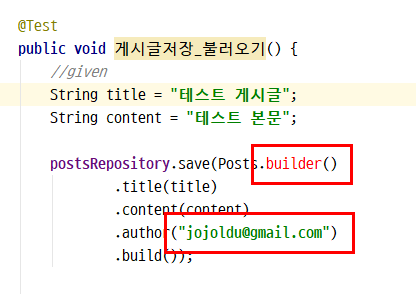 @Test
public void 게시글저장_불러오기() {
//given
String title = "테스트 게시글";
String content = "테스트 본문";
postsRepository.save(Posts.builder()
.title(title)
.content(content)
.author("jojoldu@gmail.com")
.build());